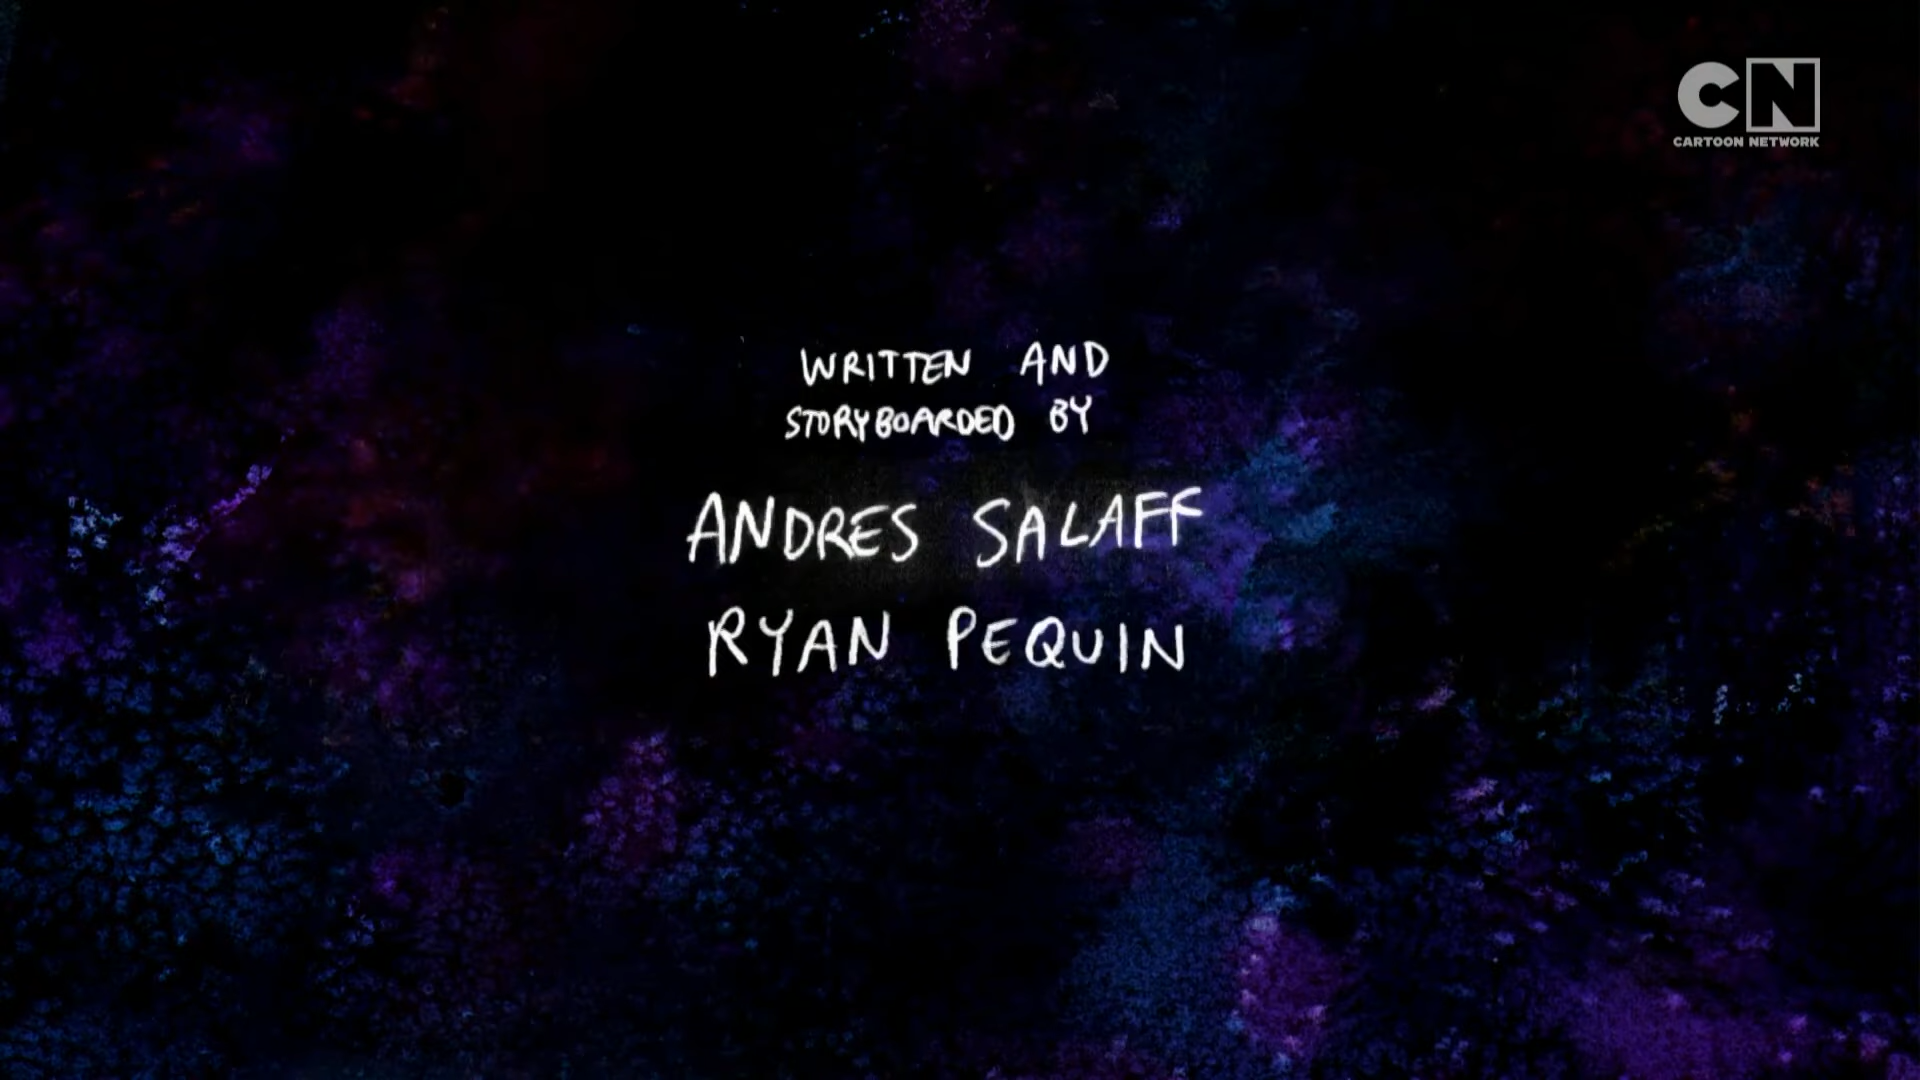 CN
CARTOON NETWORK
WRITTEN AND
STORYBOARDED BY
ANDRES SALAFF
RYAN PEQUIN